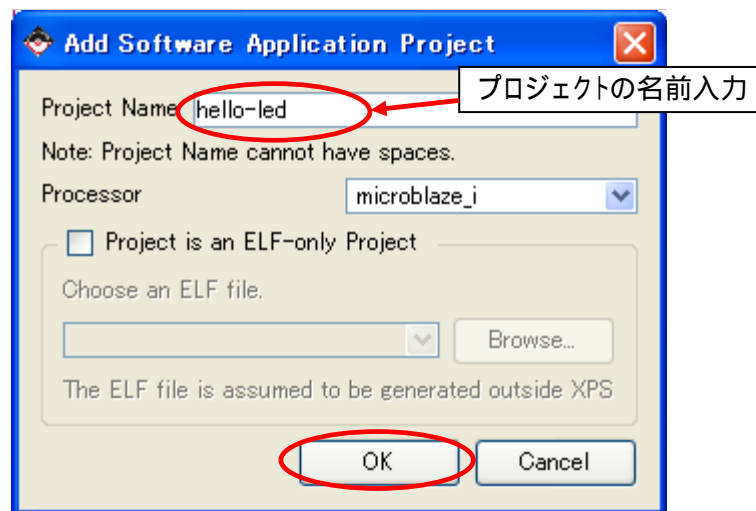 Add Software Application Project
プロジェクトの名前入力
Project Name hello-led
Note: Project Name cannot have spaces.
Processor microblaze_i
Project is an ELF-only Project
Choose an ELF file.
Browse...
The ELF file is assumed to be generated outside XPS
OK Cancel